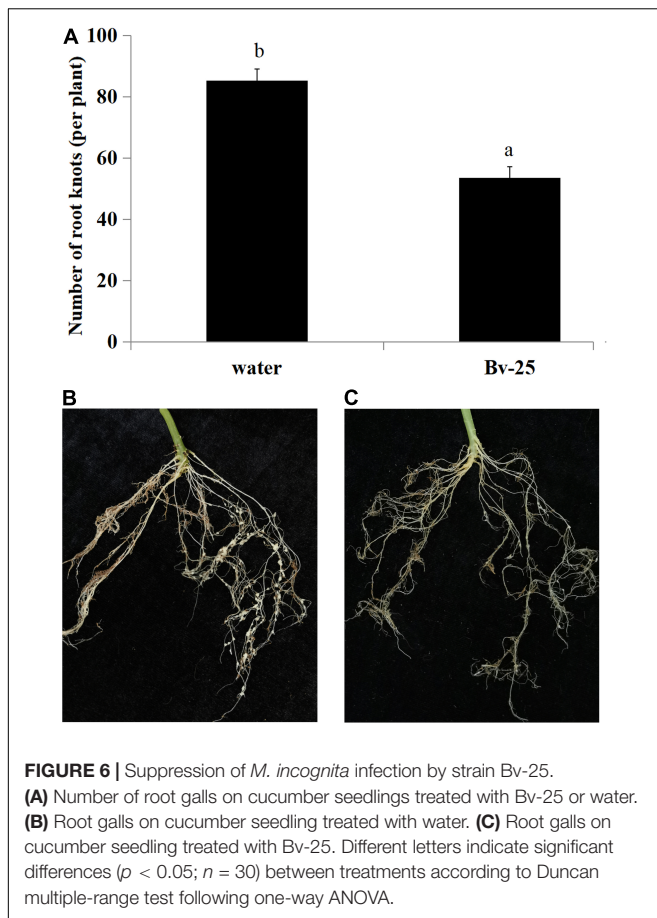 A
100
80
60
40
20
0
Number of root knots (per plant)
b
a
water
Bv-25
B
C
FIGURE 6 | Suppression of M. incognita infection by strain Bv-25.
(A) Number of root galls on cucumber seedlings treated with Bv-25 or water.
(B) Root galls on cucumber seedling treated with water. (C) Root galls on
cucumber seedling treated with Bv-25. Different letters indicate significant
differences (p < 0.05; n = 30) between treatments according to Duncan
multiple-range test following one-way ANOVA.